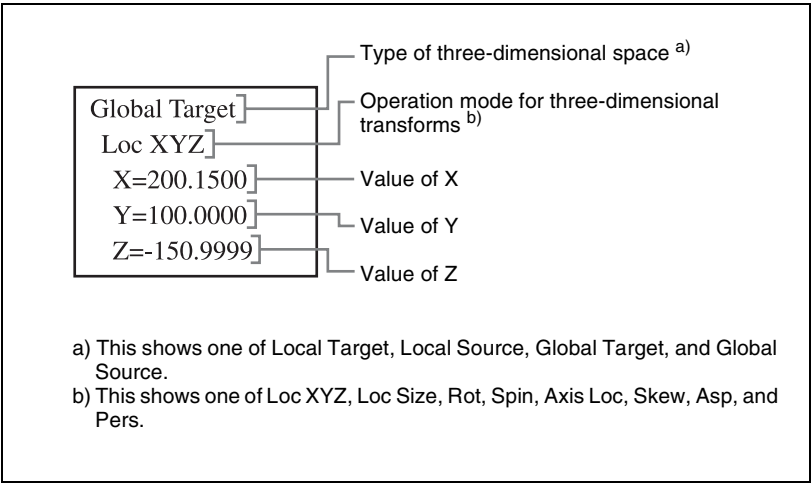 Type of three-dimensional space a)
Global Target
Operation mode for three-dimensional
transforms b)
Loc XYZ
X=200.1500
Value of X
Y=100.0000
Value of Y
Z=-150.9999
Value of Z
a) This shows one of Local Target, Local Source, Global Target, and Global
Source.
b) This shows one of Loc XYZ, Loc Size, Rot, Spin, Axis Loc, Skew, Asp, and
Pers.